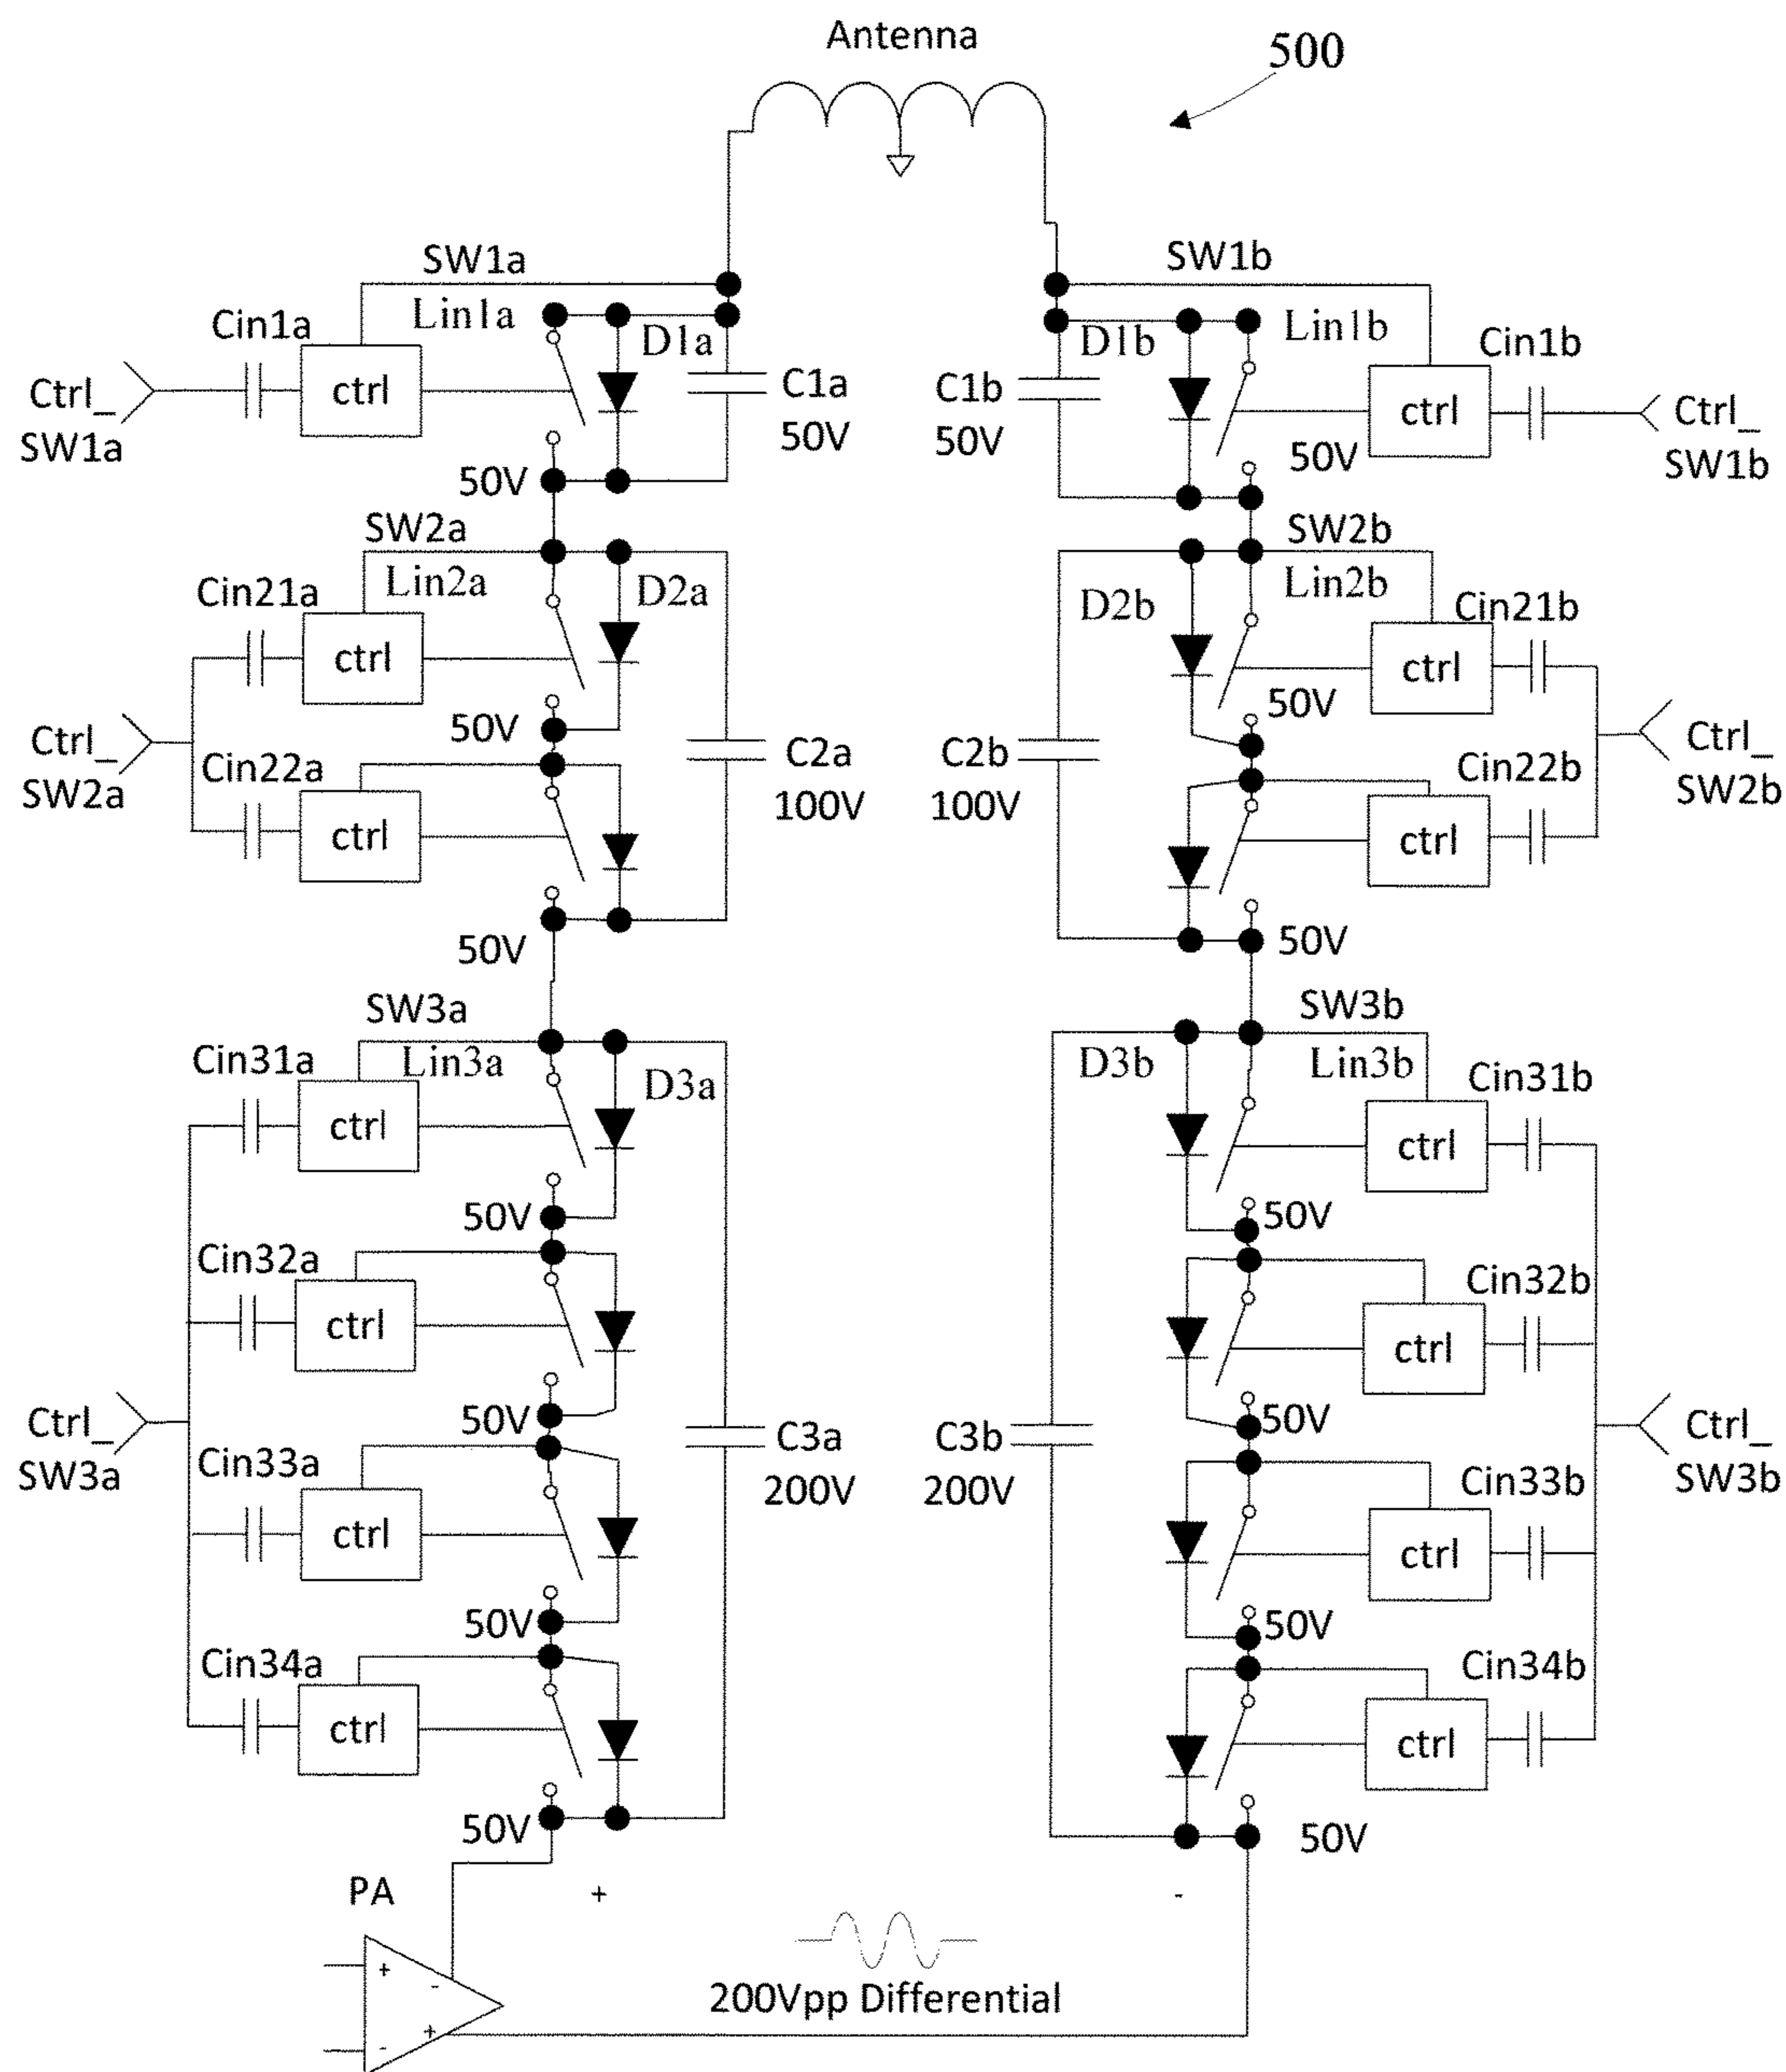 Antenna
500
SW1a
SW1b
Lin1a
Lin1b
Cin1a
D1a
D1b
Cin1b
Ctrl_
SW1a
ctrl
C1a
50V
C1b
50V
ctrl
Ctrl_
SW1b
50V
50V
SW2a
SW2b
Lin2a
Lin2b
Cin21a
D2a
D2b
Cin21b
ctrl
ctrl
50V
50V
Ctrl_
SW2a
C2a
100V
C2b
100V
Ctrl_
SW2b
Cin22a
Cin22b
ctrl
ctrl
50V
50V
SW3a
SW3b
Lin3a
Lin3b
Cin31a
D3a
D3b
Cin31b
ctrl
ctrl
50V
50V
Cin32a
Cin32b
ctrl
ctrl
50V
50V
Ctrl_
SW3a
C3a
200V
C3b
200V
Ctrl_
SW3b
Cin33a
Cin33b
ctrl
ctrl
50V
50V
Cin34a
Cin34b
ctrl
ctrl
50V
50V
PA
+
-
+
-
+
-
200Vpp Differential